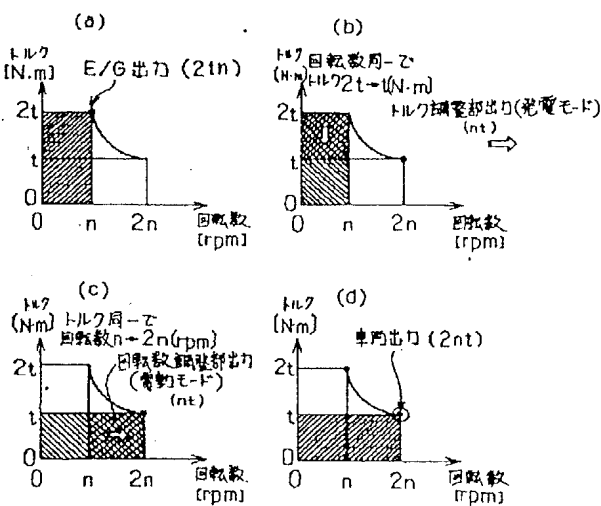 (a)
トルク
[N.m]
E/G出力(2tn)
2t
t
0
0 n 2n
回転数
[rpm]
(b)
トルク
(N·m)
回転数同一で
トルク2t→t(N·m)
トルク調整部出力(発電モード)
(nt)
2t
t
0
0 n 2n
回転数
[rpm]
(c)
トルク
[N·m]
トルク同一で
回転数n→2n(rpm)
回転数調整部出力
(電動モード)
(nt)
2t
t
0
0 n 2n
回転数
[rpm]
(d)
トルク
[N·m]
車両出力(2nt)
2t
t
0
0 n 2n
回転数
[rpm]